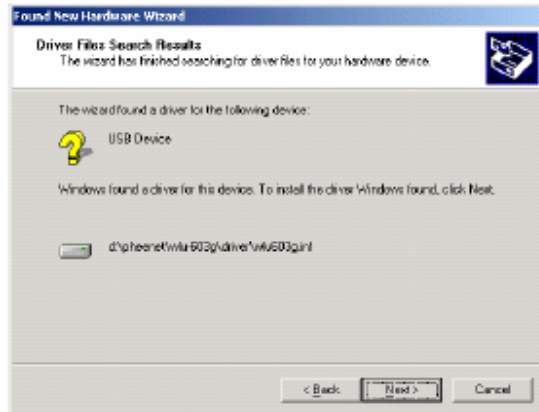 Found New Hardware Wizard
Driver Files Search Results
The wizard has finished searching for driver files for your hardware device.
The wizard found a driver for the following device:
USB Device
Windows found a driver for this device. To install the driver Windows found, click Next.
d:\pheenet\wlu-603g\driver\wlu603g.inf
< Back
Next >
Cancel